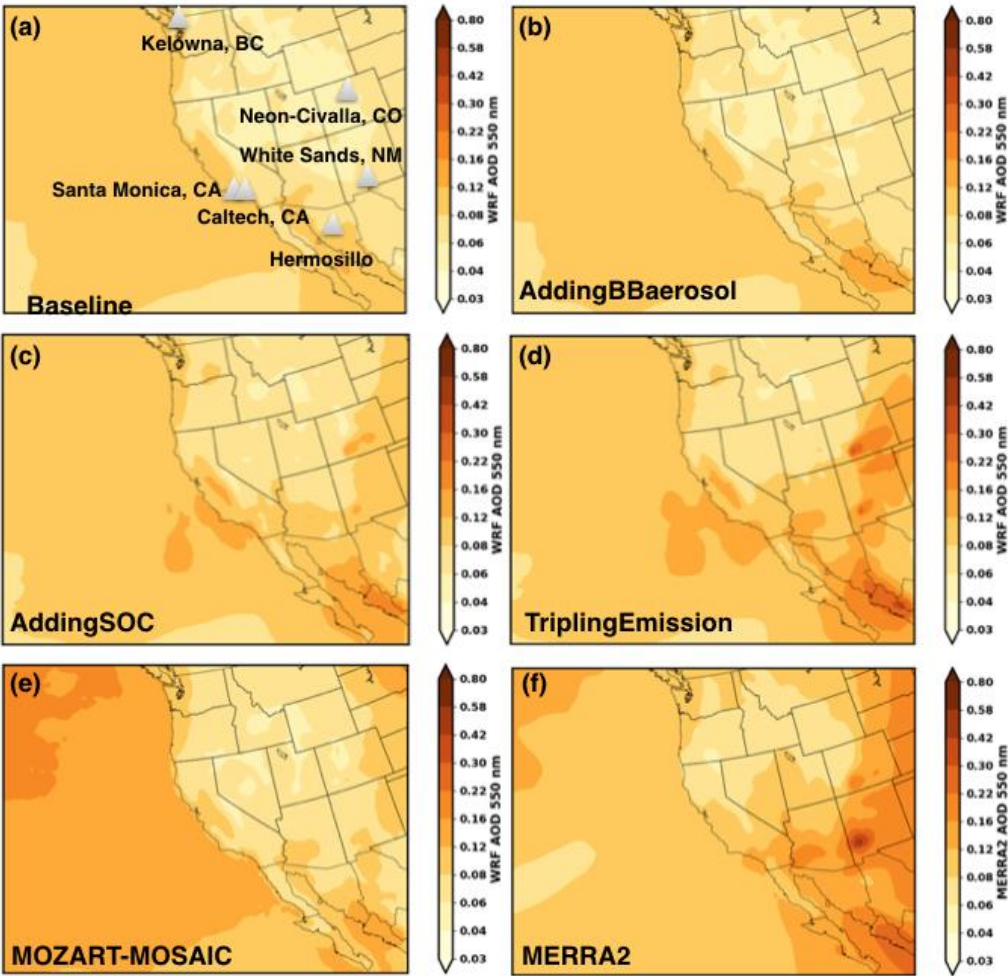 (a)
Kelowna, BC
Neon-Civalla, CO
White Sands, NM
Santa Monica, CA
Caltech, CA
Hermosillo
Baseline
0.80
0.58
0.42
0.30
0.22
0.16
0.12
0.08
0.06
0.04
0.03
WRF AOD 550 nm
(b)
AddingBBaerosol
0.80
0.58
0.42
0.30
0.22
0.16
0.12
0.08
0.06
0.04
0.03
WRF AOD 550 nm
(c)
AddingSOC
0.80
0.58
0.42
0.30
0.22
0.16
0.12
0.08
0.06
0.04
0.03
WRF AOD 550 nm
(d)
TriplingEmission
0.80
0.58
0.42
0.30
0.22
0.16
0.12
0.08
0.06
0.04
0.03
WRF AOD 550 nm
(e)
MOZART-MOSAIC
0.80
0.58
0.42
0.30
0.22
0.16
0.12
0.08
0.06
0.04
0.03
WRF AOD 550 nm
(f)
MERRA2
0.80
0.58
0.42
0.30
0.22
0.16
0.12
0.08
0.06
0.04
0.03
MERRA2 AOD 550 nm